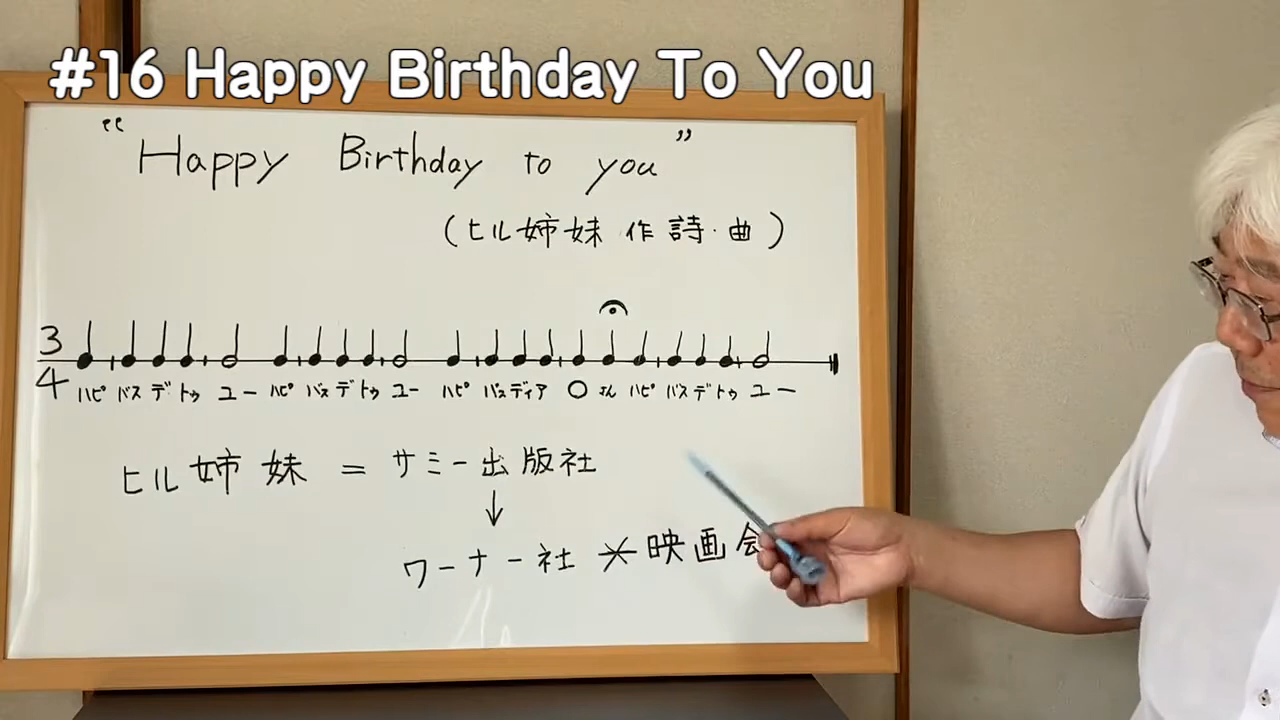 #16 Happy Birthday To You
“Happy Birthday to you”
(ヒル姉妹 作詩・曲)
3
4
ハピ バス デ トゥ ユー ハピ バス デ トゥ ユー ハピ バスディア 〇 さん ハピ バス デ トゥ ユー
ヒル姉妹 = サミー出版社
↓
ワーナー社 ※映画会